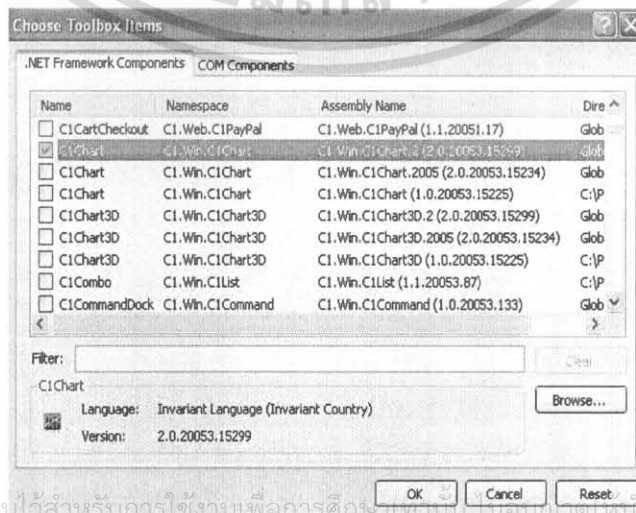 Choose Toolbox Items
.NET Framework Components COM Components
Name Namespace Assembly Name Dire
C1CartCheckout C1.Web.C1PayPal C1.Web.C1PayPal (1.1.20051.17) Glob
C1Chart C1.Win.C1Chart C1.Win.C1Chart.2 (2.0.20053.15299) Glob
C1Chart C1.Win.C1Chart C1.Win.C1Chart.2005 (2.0.20053.15234) Glob
C1Chart C1.Win.C1Chart C1.Win.C1Chart (1.0.20053.15225) C:\P
C1Chart3D C1.Win.C1Chart3D C1.Win.C1Chart3D.2 (2.0.20053.15299) Glob
C1Chart3D C1.Win.C1Chart3D C1.Win.C1Chart3D.2005 (2.0.20053.15234) Glob
C1Chart3D C1.Win.C1Chart3D C1.Win.C1Chart3D (1.0.20053.15225) C:\P
C1Combo C1.Win.C1List C1.Win.C1List (1.1.20053.87) C:\P
C1CommandDock C1.Win.C1Command C1.Win.C1Command (1.0.20053.133) Glob
Filter: Clear
C1Chart
Language: Invariant Language (Invariant Country) Browse...
Version: 2.0.20053.15299
OK Cancel Reset